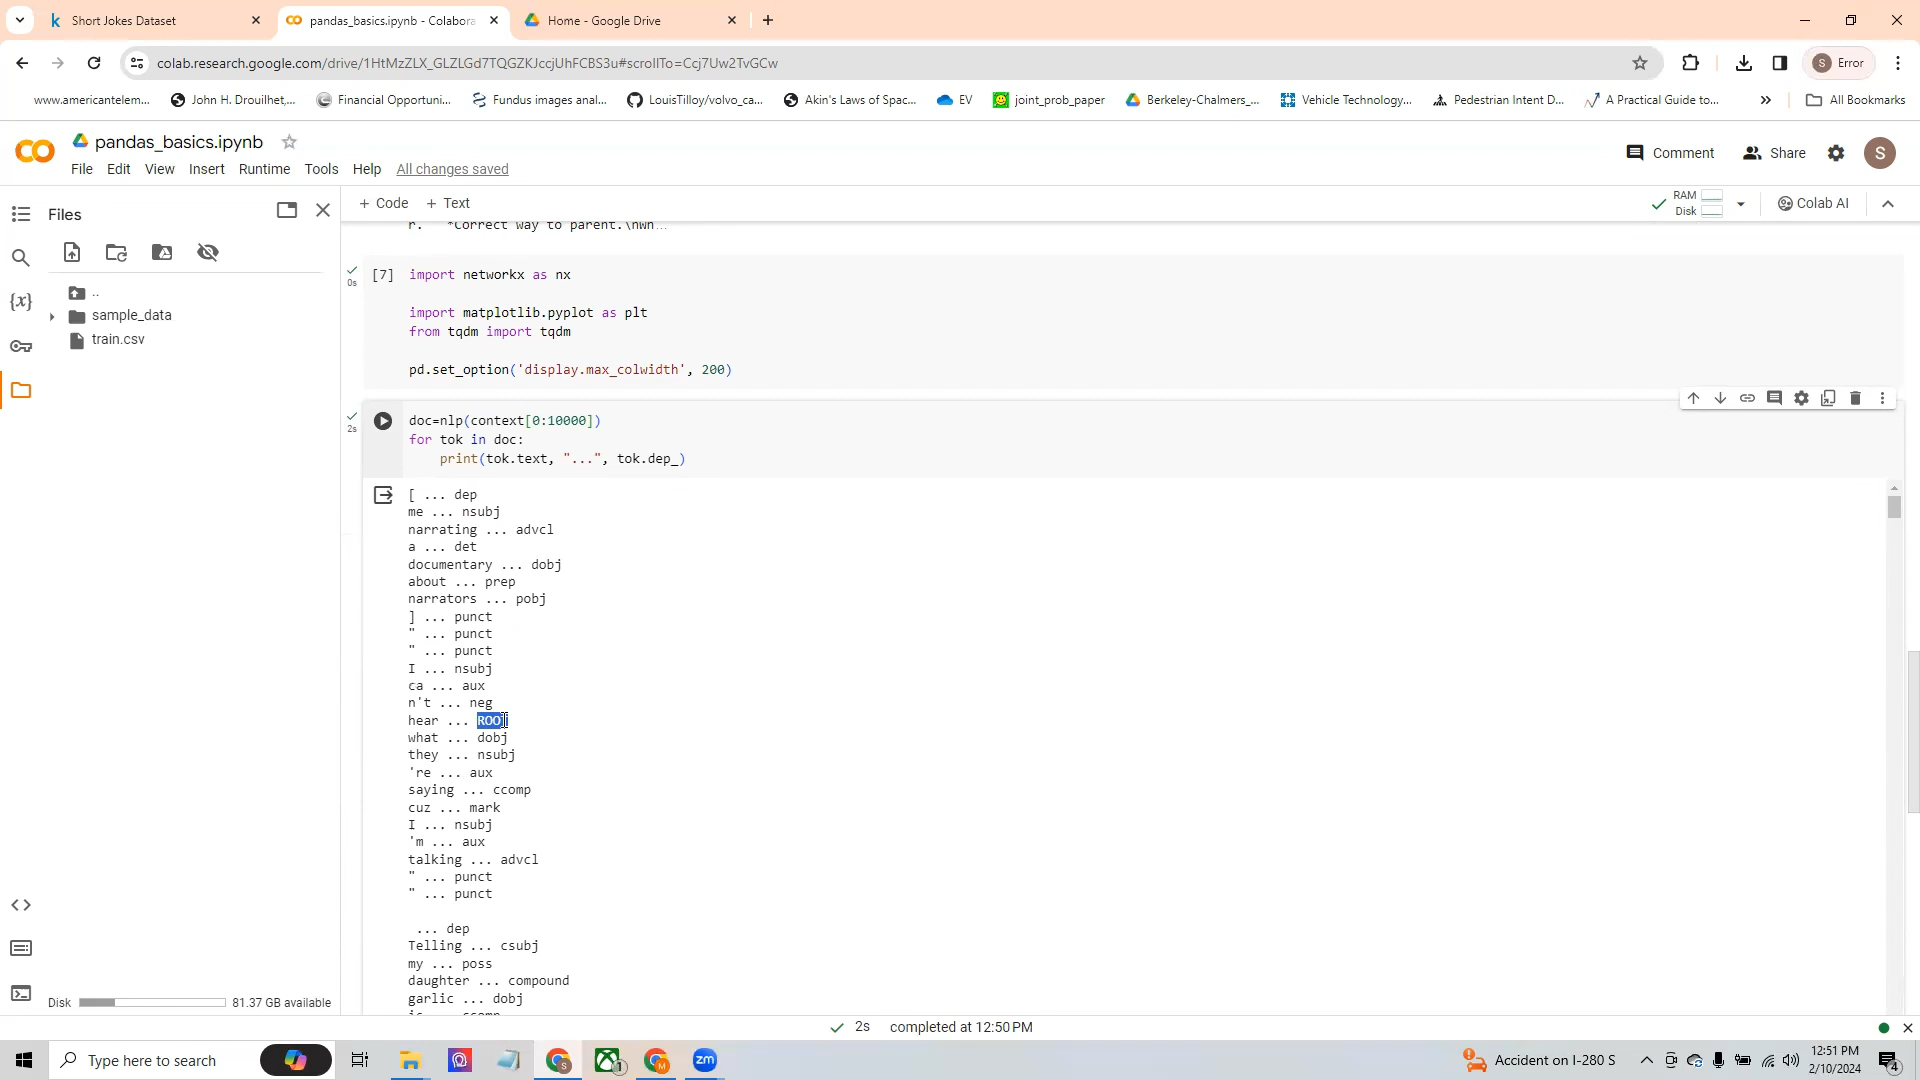 Short Jokes Dataset
pandas_basics.ipynb - Colabora
Home - Google Drive
colab.research.google.com/drive/1HtMzZLX_GLZLGd7TQGZKJccjUhFCBS3u#scrollTo=Ccj7Uw2TvGCw
S Error
www.americantelem...
John H. Drouilhet,...
Financial Opportuni...
Fundus images anal...
LouisTilloy/volvo_ca...
Akin's Laws of Spac...
EV
joint_prob_paper
Berkeley-Chalmers_...
Vehicle Technology,...
Pedestrian Intent D...
A Practical Guide to...
»
All Bookmarks
pandas_basics.ipynb
File Edit View Insert Runtime Tools Help All changes saved
Comment Share S
Files
+ Code + Text
RAM
Disk
Colab AI
..
sample_data
train.csv
r. *Correct way to parent.\nWh...
0s
[7] import networkx as nx
import matplotlib.pyplot as plt
from tqdm import tqdm
pd.set_option('display.max_colwidth', 200)
2s
doc=nlp(context[0:10000])
for tok in doc:
print(tok.text, "...", tok.dep_)
[ ... dep
me ... nsubj
narrating ... advcl
a ... det
documentary ... dobj
about ... prep
narrators ... pobj
] ... punct
" ... punct
" ... punct
I ... nsubj
ca ... aux
n't ... neg
hear ... ROOT
what ... dobj
they ... nsubj
're ... aux
saying ... ccomp
cuz ... mark
I ... nsubj
'm ... aux
talking ... advcl
" ... punct
" ... punct
... dep
Telling ... csubj
my ... poss
daughter ... compound
garlic ... dobj
is ... ccomp
Disk 81.37 GB available
2s completed at 12:50 PM
Type here to search
Accident on I-280 S
12:51 PM
2/10/2024
4